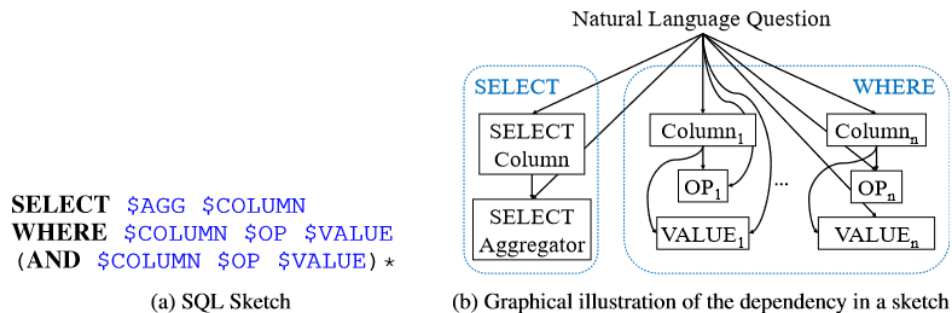 SELECT $AGG $COLUMN
WHERE $COLUMN $OP $VALUE
(AND $COLUMN $OP $VALUE)*
(a) SQL Sketch
Natural Language Question
SELECT
WHERE
SELECT
Column
Column₁
Columnₙ
OP₁
...
OPₙ
SELECT
Aggregator
VALUE₁
VALUEₙ
(b) Graphical illustration of the dependency in a sketch